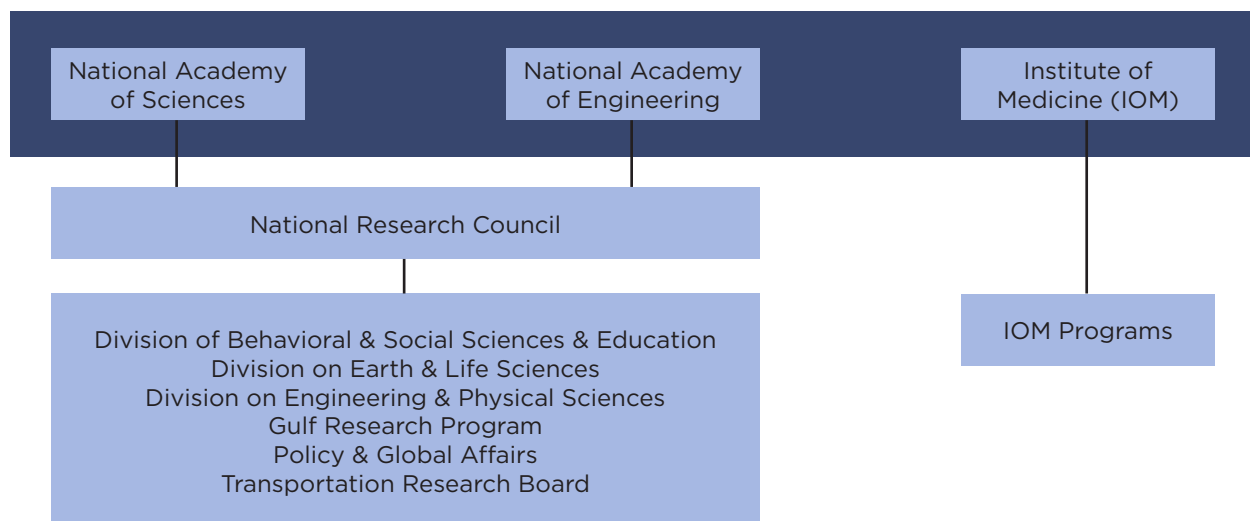 National Academy
of Sciences
National Academy
of Engineering
Institute of
Medicine (IOM)
National Research Council
Division of Behavioral & Social Sciences & Education
Division on Earth & Life Sciences
Division on Engineering & Physical Sciences
Gulf Research Program
Policy & Global Affairs
Transportation Research Board
IOM Programs